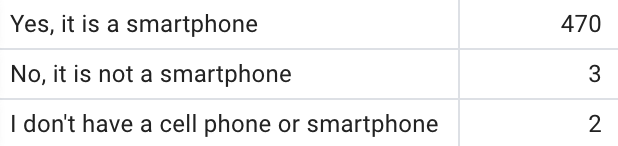 Yes, it is a smartphone 470
No, it is not a smartphone 3
I don't have a cell phone or smartphone 2